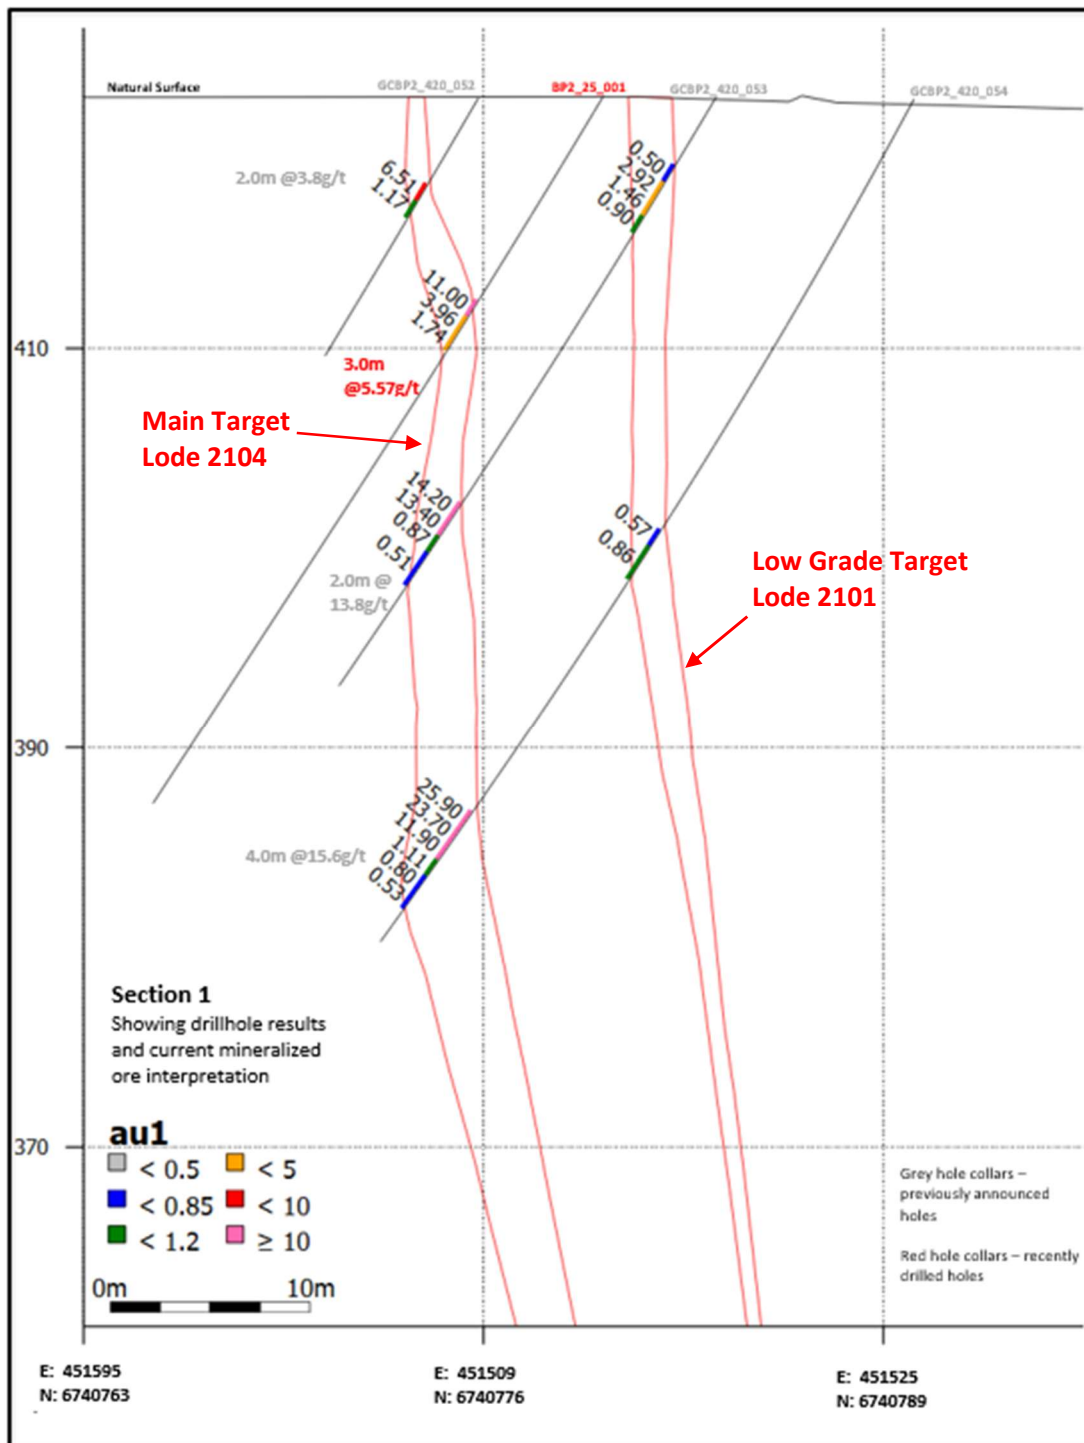 GCBP2_420_052
BP2_25_001
GCBP2_420_053
GCBP2_420_054
Natural Surface
2.0m @3.8g/t
6.51
1.17
0.50
2.92
1.46
0.90
11.00
3.96
1.74
410
3.0m
@5.57g/t
Main Target
Lode 2104
14.20
13.40
0.87
0.51
2.0m @
13.8g/t
0.57
0.86
Low Grade Target
Lode 2101
390
25.90
23.70
11.90
1.11
0.80
0.53
4.0m @15.6g/t
Section 1
Showing drillhole results
and current mineralized
ore interpretation
au1
< 0.5
< 5
< 0.85
< 10
< 1.2
≥ 10
370
0m
10m
Grey hole collars –
previously announced
holes
Red hole collars – recently
drilled holes
E: 451595
N: 6740763
E: 451509
N: 6740776
E: 451525
N: 6740789